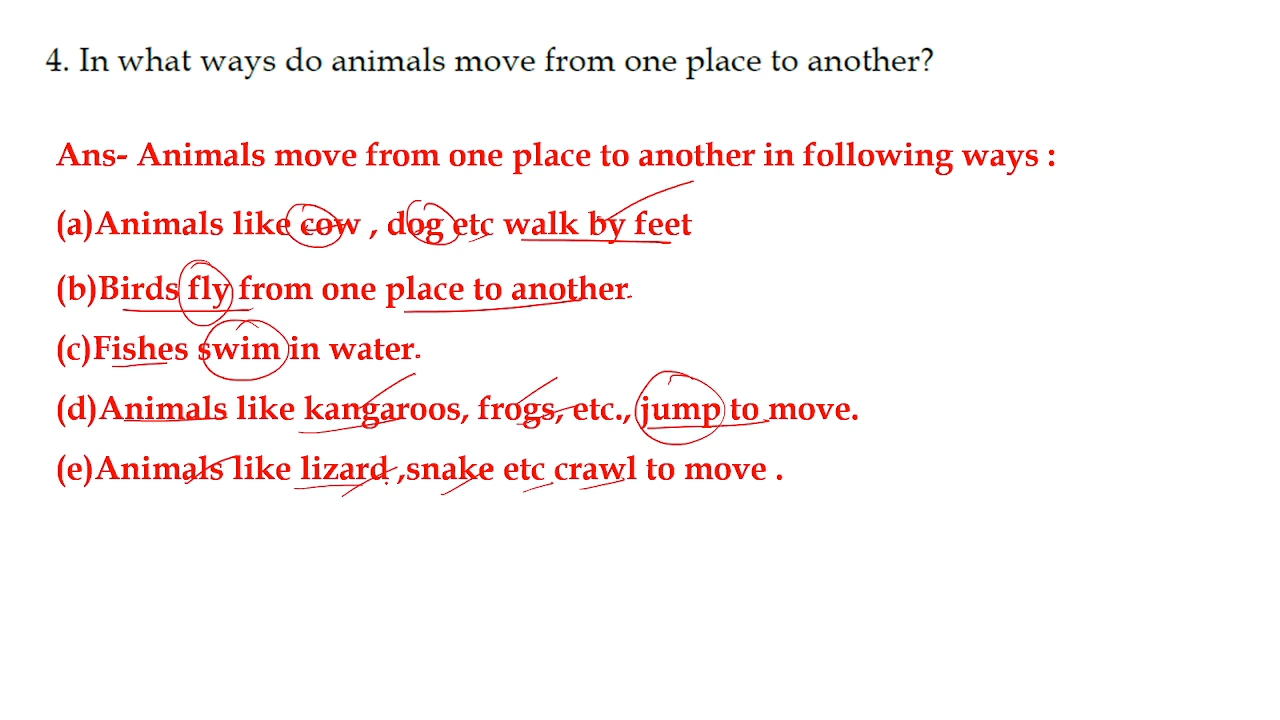 4. In what ways do animals move from one place to another?
Ans- Animals move from one place to another in following ways :
(a)Animals like cow , dog etc walk by feet
(b)Birds fly from one place to another.
(c)Fishes swim in water.
(d)Animals like kangaroos, frogs, etc., jump to move.
(e)Animals like lizard ,snake etc crawl to move .